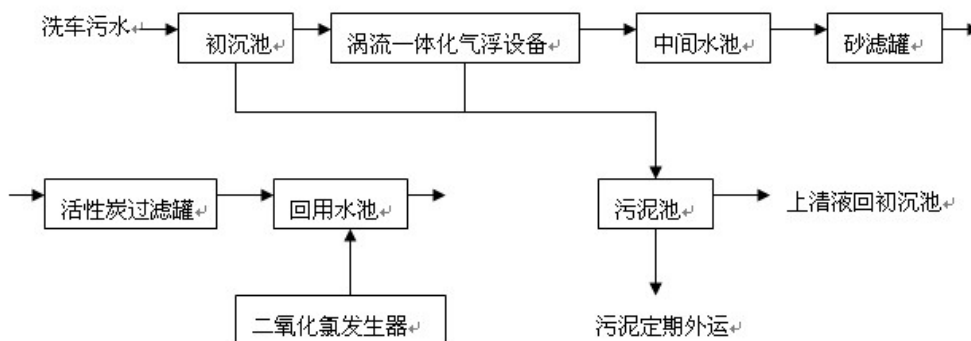 洗车污水
初沉池
涡流一体化气浮设备
中间水池
砂滤罐
活性炭过滤罐
回用水池
污泥池
上清液回初沉池
二氧化氯发生器
污泥定期外运